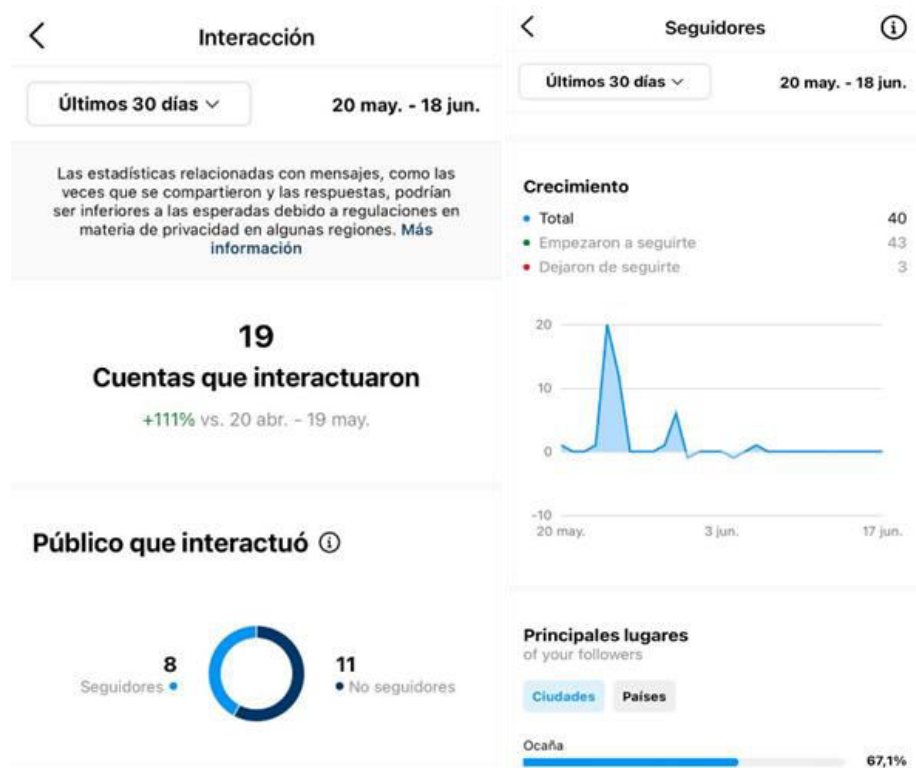 Interacción
Últimos 30 días
20 may. - 18 jun.
Las estadísticas relacionadas con mensajes, como las
veces que se compartieron y las respuestas, podrían
ser inferiores a las esperadas debido a regulaciones en
materia de privacidad en algunas regiones. Más
información
19
Cuentas que interactuaron
+111% vs. 20 abr. - 19 may.
Público que interactuó
8
Seguidores
11
No seguidores
Seguidores
Últimos 30 días
20 may. - 18 jun.
Crecimiento
Total 40
Empezaron a seguirte 43
Dejaron de seguirte 3
20
10
0
-10
20 may. 3 jun. 17 jun.
Principales lugares
of your followers
Ciudades Países
Ocaña
67,1%